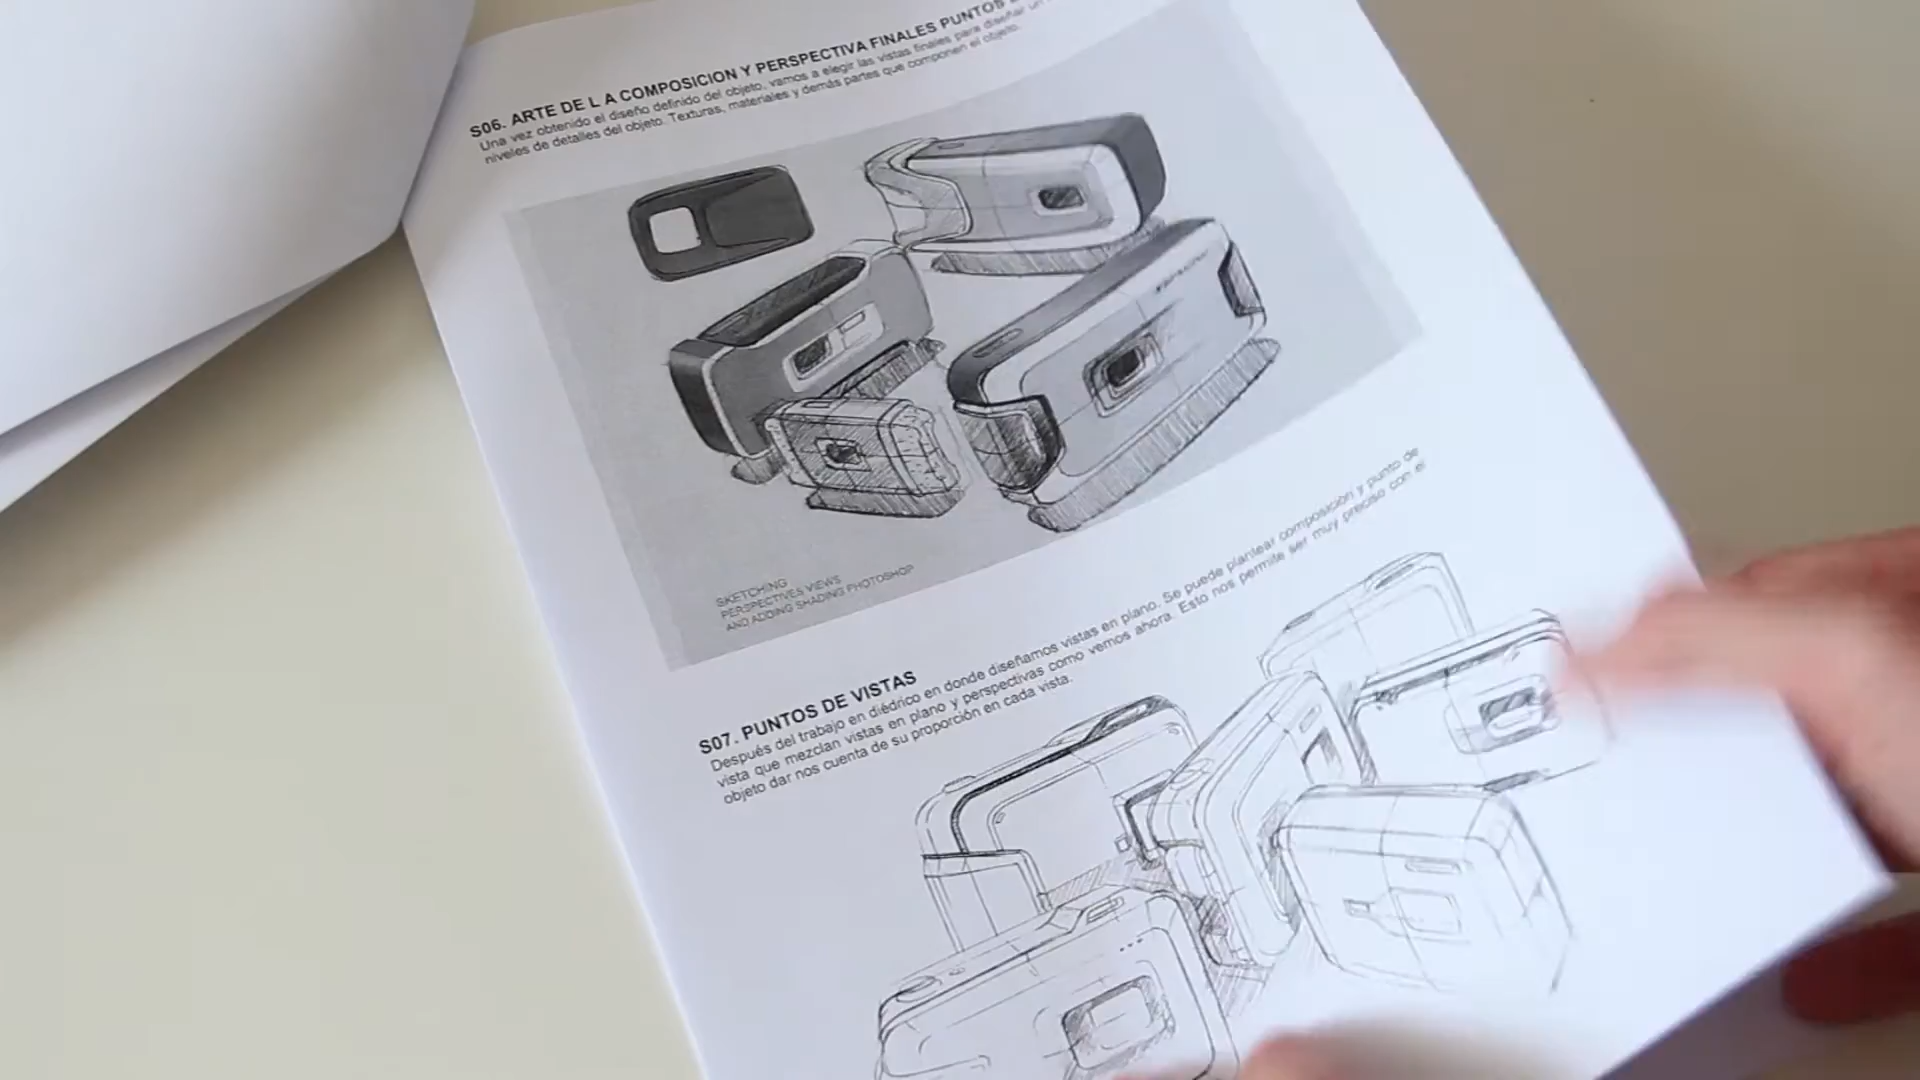 S06. ARTE DE L A COMPOSICION Y PERSPECTIVA FINALES PUNTOS
Una vez obtenido el diseño definido del objeto, vamos a elegir las vistas finales para diseñar un
niveles de detalles del objeto. Texturas, materiales y demás partes que componen el objeto.
SKETCHING
PERSPECTIVES VIEWS
AND ADDING SHADING PHOTOSHOP
S07. PUNTOS DE VISTAS
Después del trabajo en diédrico en donde diseñamos vistas en plano. Se puede plantear composición y punto de
vista que mezclan vistas en plano y perspectivas como vemos ahora. Esto nos permite ser muy preciso con el
objeto dar nos cuenta de su proporción en cada vista.